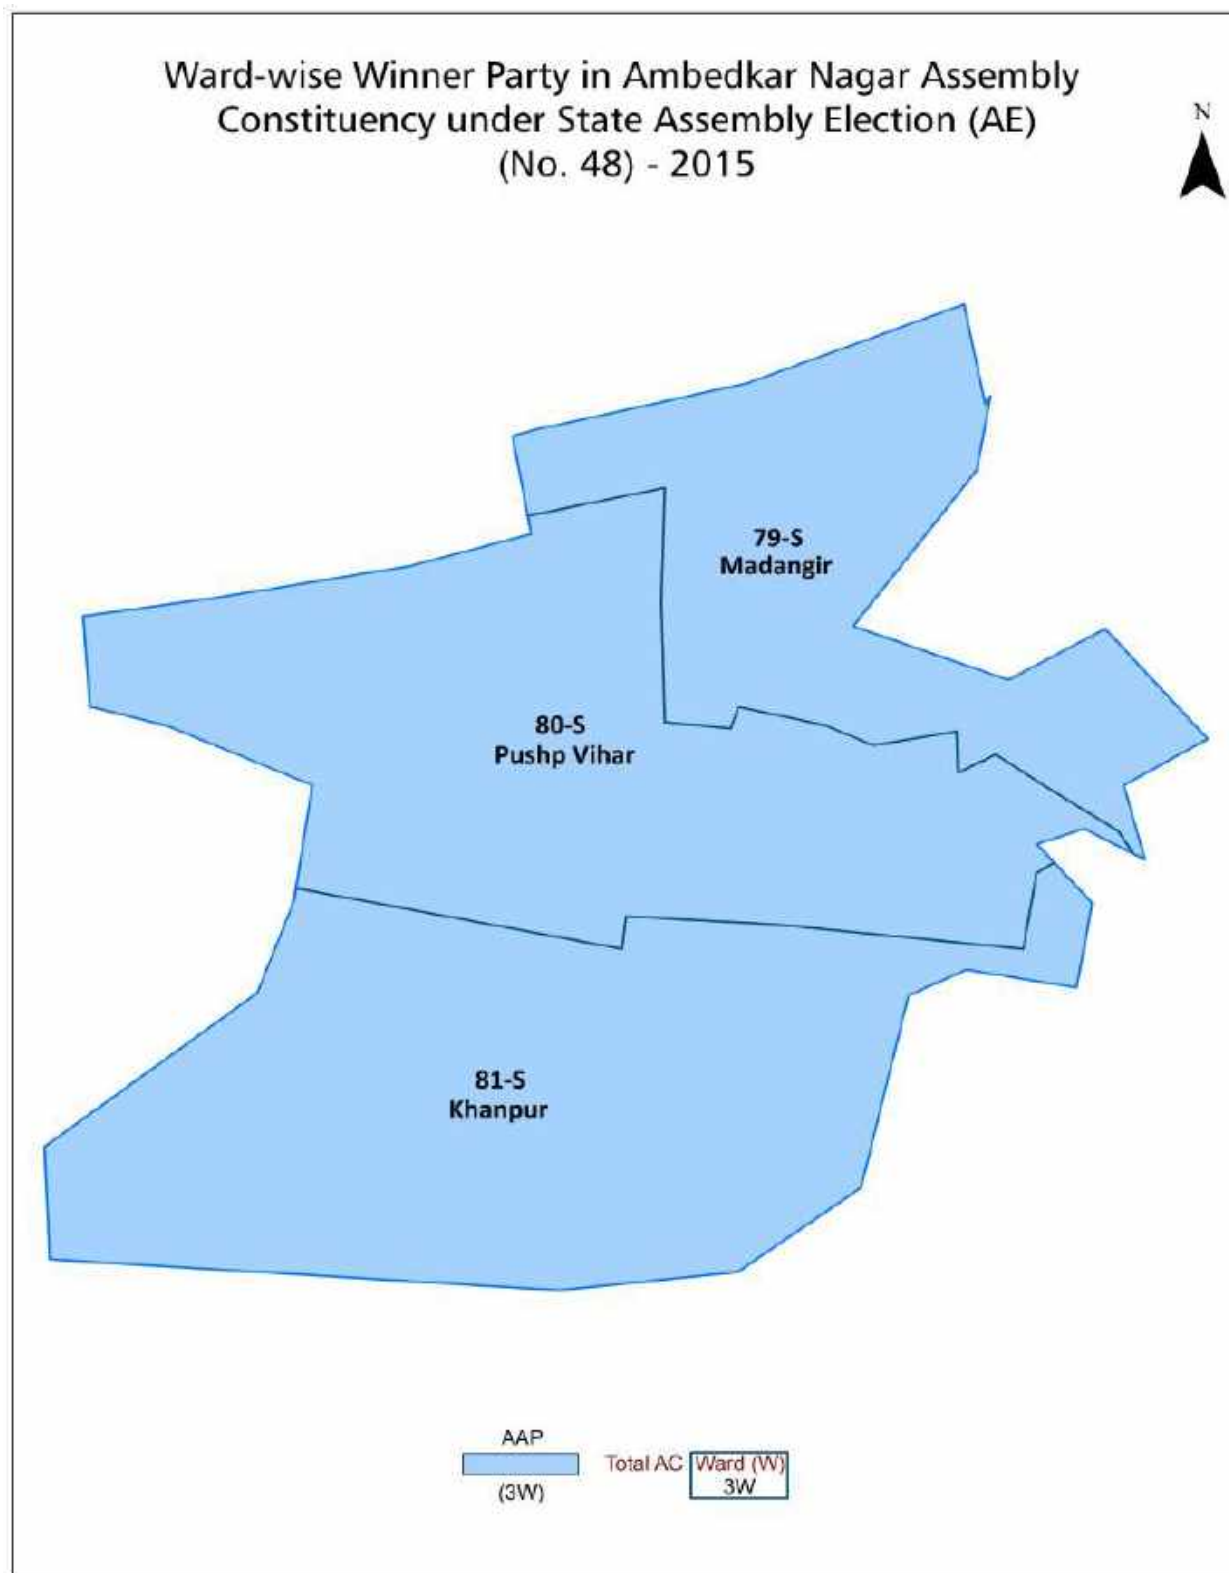 Ward-wise Winner Party in Ambedkar Nagar Assembly
Constituency under State Assembly Election (AE)
(No. 48) - 2015
N
79-S
Madangir
80-S
Pushp Vihar
81-S
Khanpur
AAP
(3W)
Total AC
Ward (W)
3W